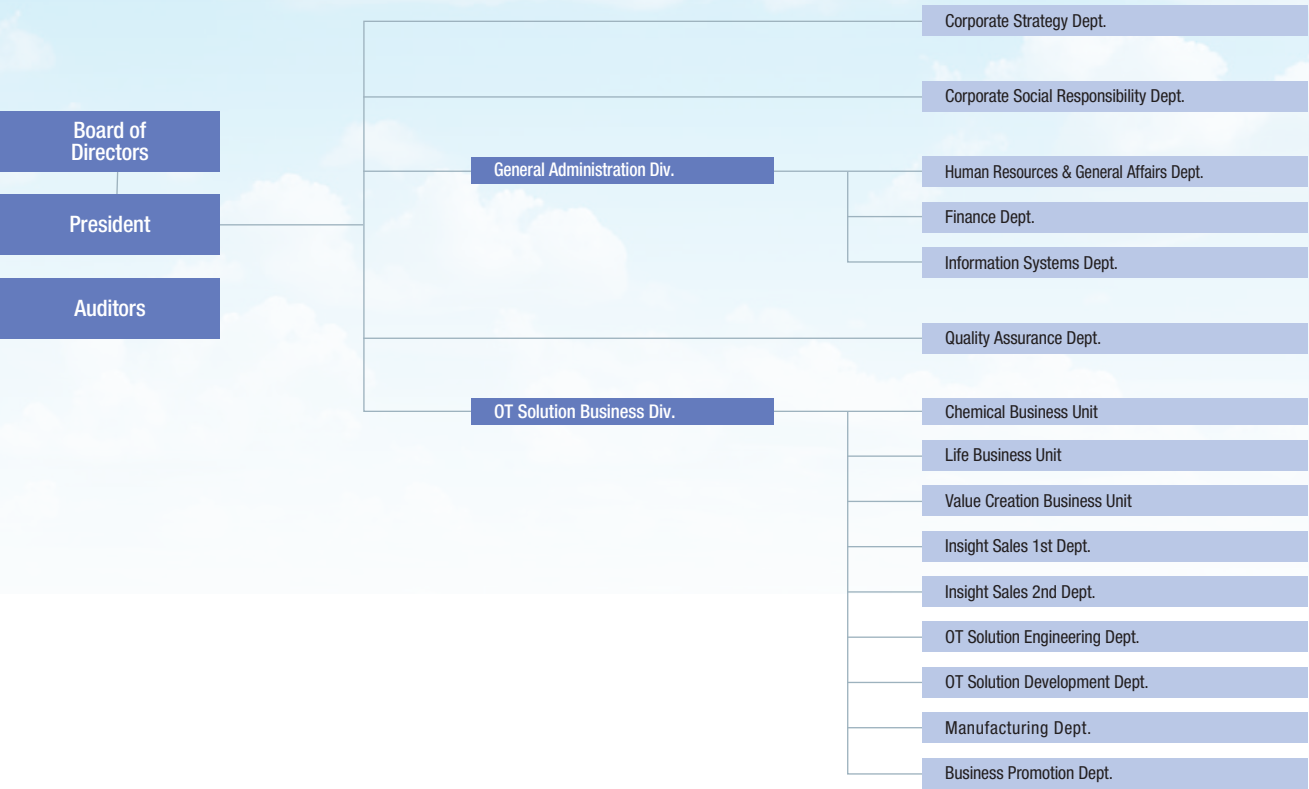 Board of
Directors
President
Auditors
General Administration Div.
OT Solution Business Div.
Corporate Strategy Dept.
Corporate Social Responsibility Dept.
Human Resources & General Affairs Dept.
Finance Dept.
Information Systems Dept.
Quality Assurance Dept.
Chemical Business Unit
Life Business Unit
Value Creation Business Unit
Insight Sales 1st Dept.
Insight Sales 2nd Dept.
OT Solution Engineering Dept.
OT Solution Development Dept.
Manufacturing Dept.
Business Promotion Dept.